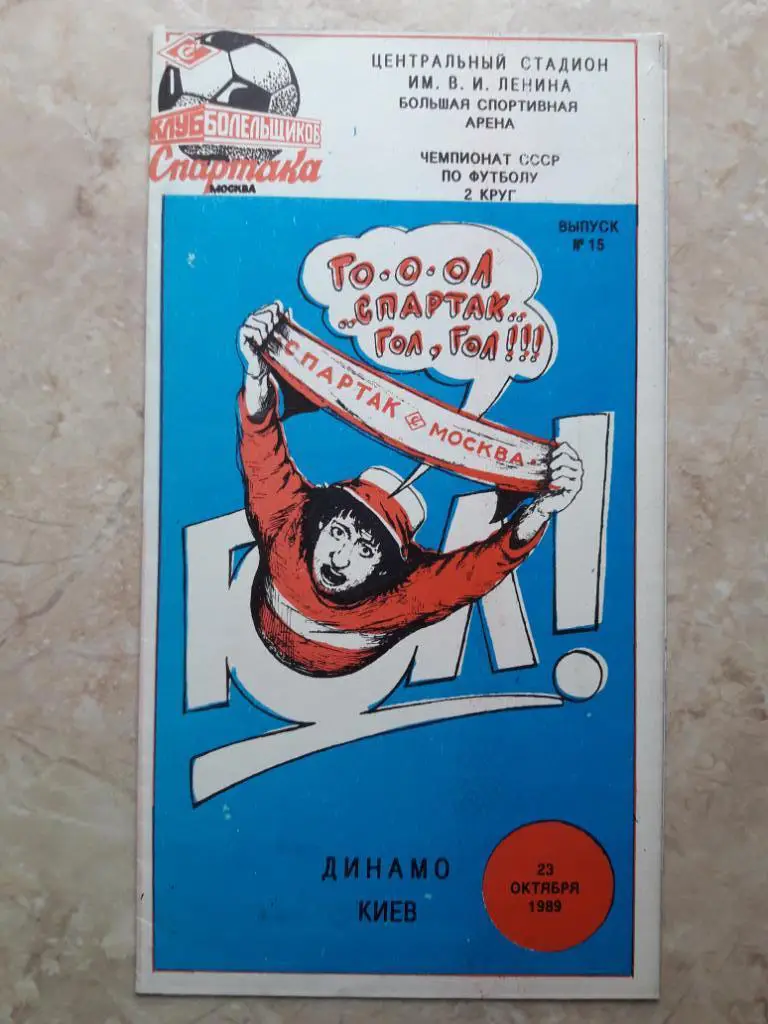 КЛУБ БОЛЕЛЬЩИКОВ
Спартака
МОСКВА
ЦЕНТРАЛЬНЫЙ СТАДИОН
ИМ. В. И. ЛЕНИНА
БОЛЬШАЯ СПОРТИВНАЯ
АРЕНА
ЧЕМПИОНАТ СССР
ПО ФУТБОЛУ
2 КРУГ
ВЫПУСК
№ 15
ГО-О-ОЛ
„СПАРТАК„
ГОЛ, ГОЛ!!!
СПАРТАК МОСКВА
ГОЛ!
ДИНАМО
КИЕВ
23
ОКТЯБРЯ
1989